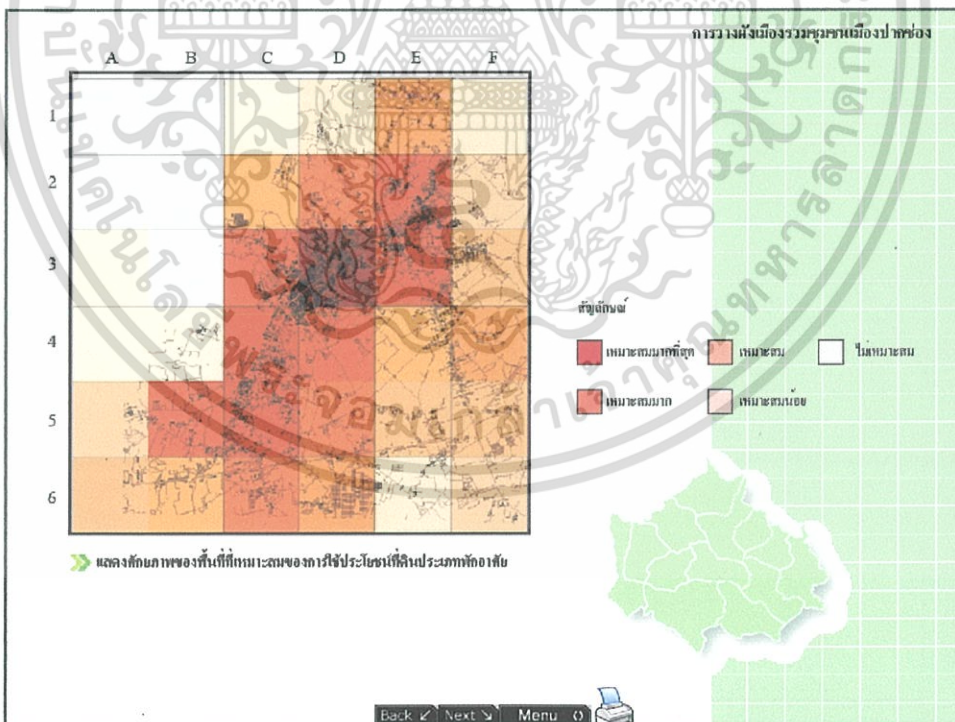 การวางผังเมืองรวมชุมชนเมืองปากช่อง
A B C D E F
1
2
3
4
5
6
สัญลักษณ์
เหมาะสมมากที่สุด เหมาะสม ไม่เหมาะสม
เหมาะสมมาก เหมาะสมน้อย
แสดงศักยภาพของพื้นที่ที่เหมาะสมของการใช้ประโยชน์ที่ดินประเภทพักอาศัย
Back Next Menu